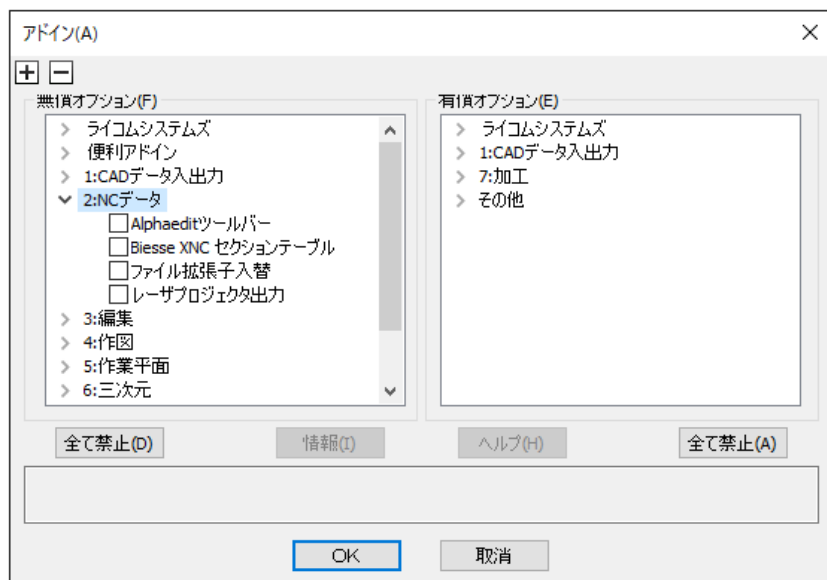 アドイン(A)
無償オプション(F)
ライコムシステムズ
便利アドイン
1:CADデータ入出力
2:NCデータ
Alphaeditツールバー
Biesse XNC セクションテーブル
ファイル拡張子入替
レーザプロジェクタ出力
3:編集
4:作図
5:作業平面
6:三次元
有償オプション(E)
ライコムシステムズ
1:CADデータ入出力
7:加工
その他
全て禁止(D)
情報(I)
ヘルプ(H)
全て禁止(A)
OK
取消